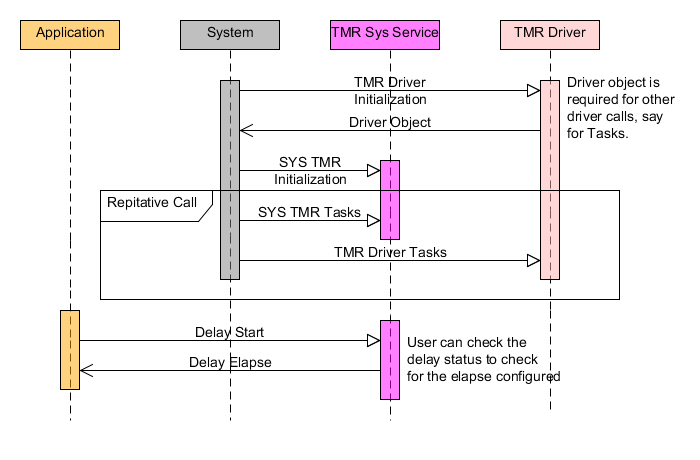 Application
System
TMR Sys Service
TMR Driver
TMR Driver
Initialization
Driver object is
required for other
driver calls, say
for Tasks.
Driver Object
SYS TMR
Initialization
Repitative Call
SYS TMR Tasks
TMR Driver Tasks
Delay Start
Delay Elapse
User can check the
delay status to check
for the elapse configured